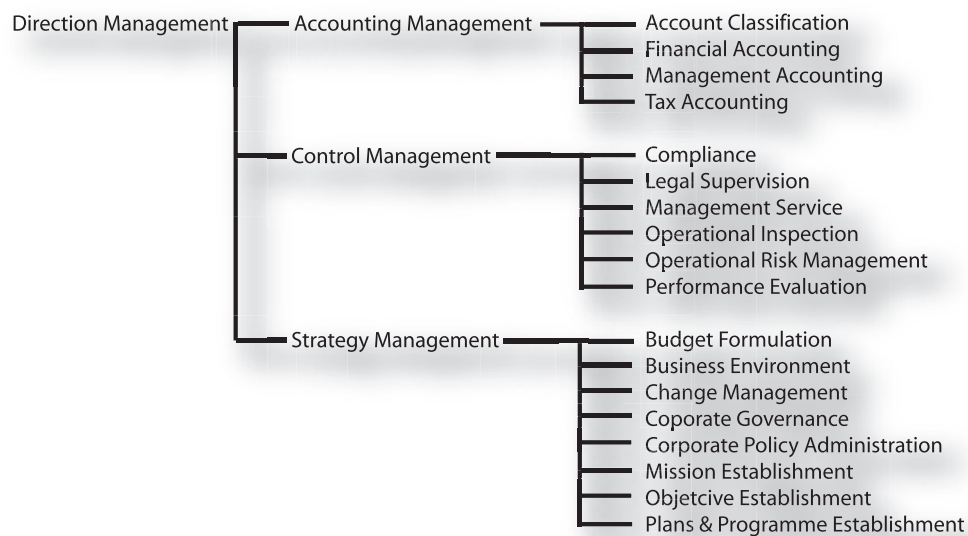 Direction Management
Accounting Management
Account Classification
Financial Accounting
Management Accounting
Tax Accounting
Control Management
Compliance
Legal Supervision
Management Service
Operational Inspection
Operational Risk Management
Performance Evaluation
Strategy Management
Budget Formulation
Business Environment
Change Management
Coporate Governance
Corporate Policy Administration
Mission Establishment
Objetcive Establishment
Plans & Programme Establishment